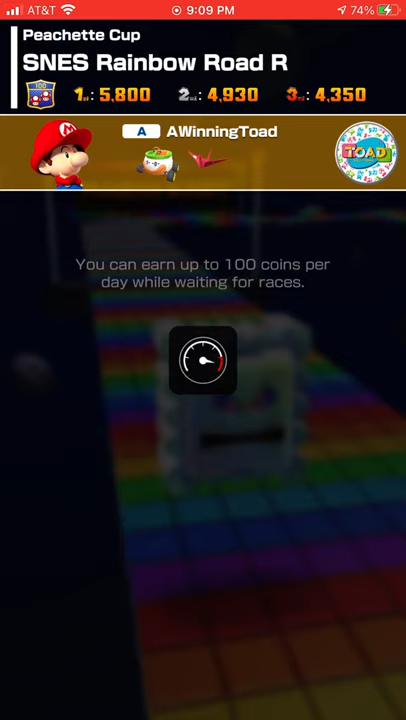 AT&T 9:09 PM 74%
Peachette Cup
SNES Rainbow Road R
100 1st: 5,800 2nd: 4,930 3rd: 4,350
A AWinningToad
TOAD
You can earn up to 100 coins per
day while waiting for races.